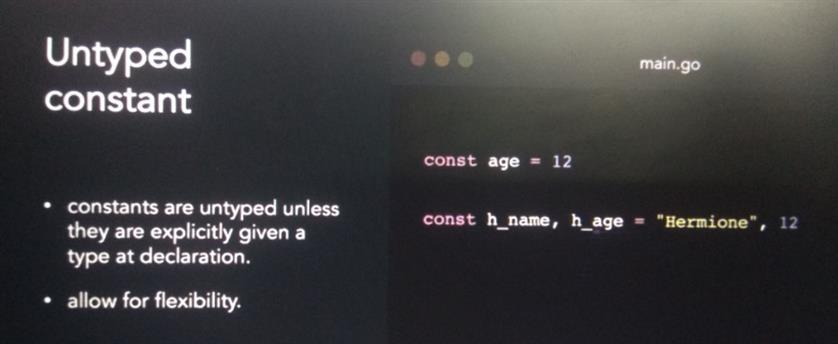 Untyped
constant
• constants are untyped unless
they are explicitly given a
type at declaration.
• allow for flexibility.
main.go
const age = 12
const h_name, h_age = "Hermione", 12